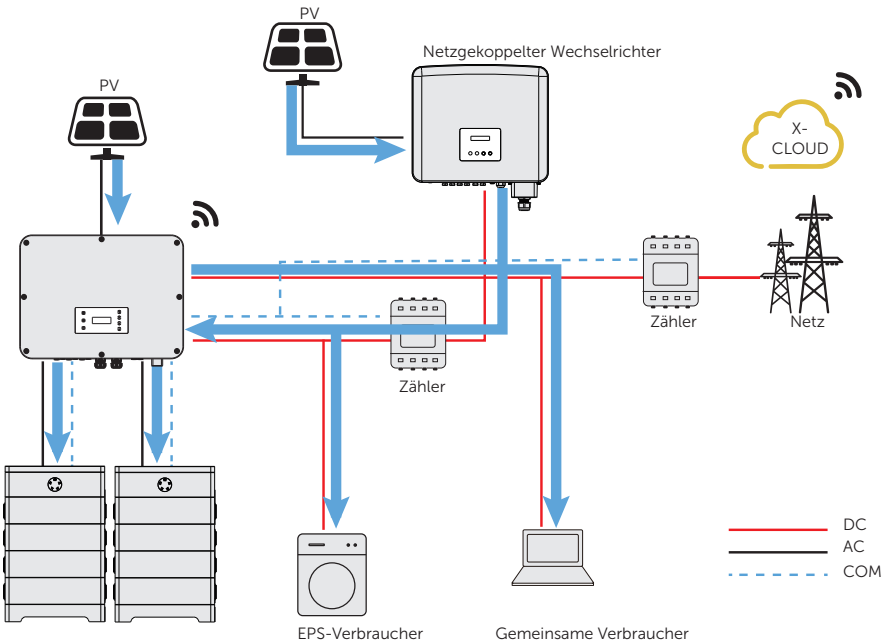 PV
Netzgekoppelter Wechselrichter
PV
X-
CLOUD
Zähler
Netz
Zähler
DC
AC
COM
EPS-Verbraucher
Gemeinsame Verbraucher